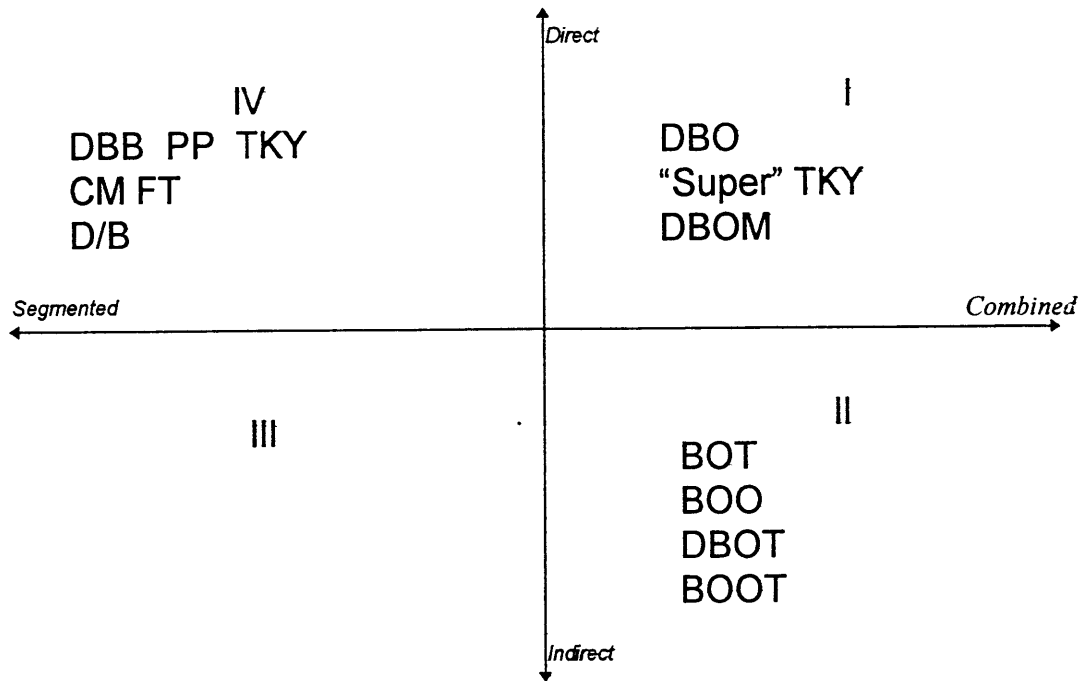 Direct
IV
DBB PP TKY
CM FT
D/B
I
DBO
“Super” TKY
DBOM
Segmented
Combined
III
II
BOT
BOO
DBOT
BOOT
Indirect